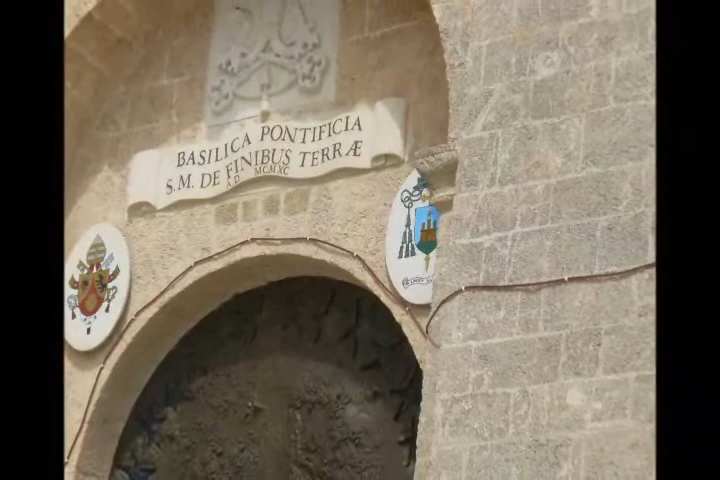 BASILICA PONTIFICIA
S.M. DE FINIBUS TERRÆ
A D MCMXC